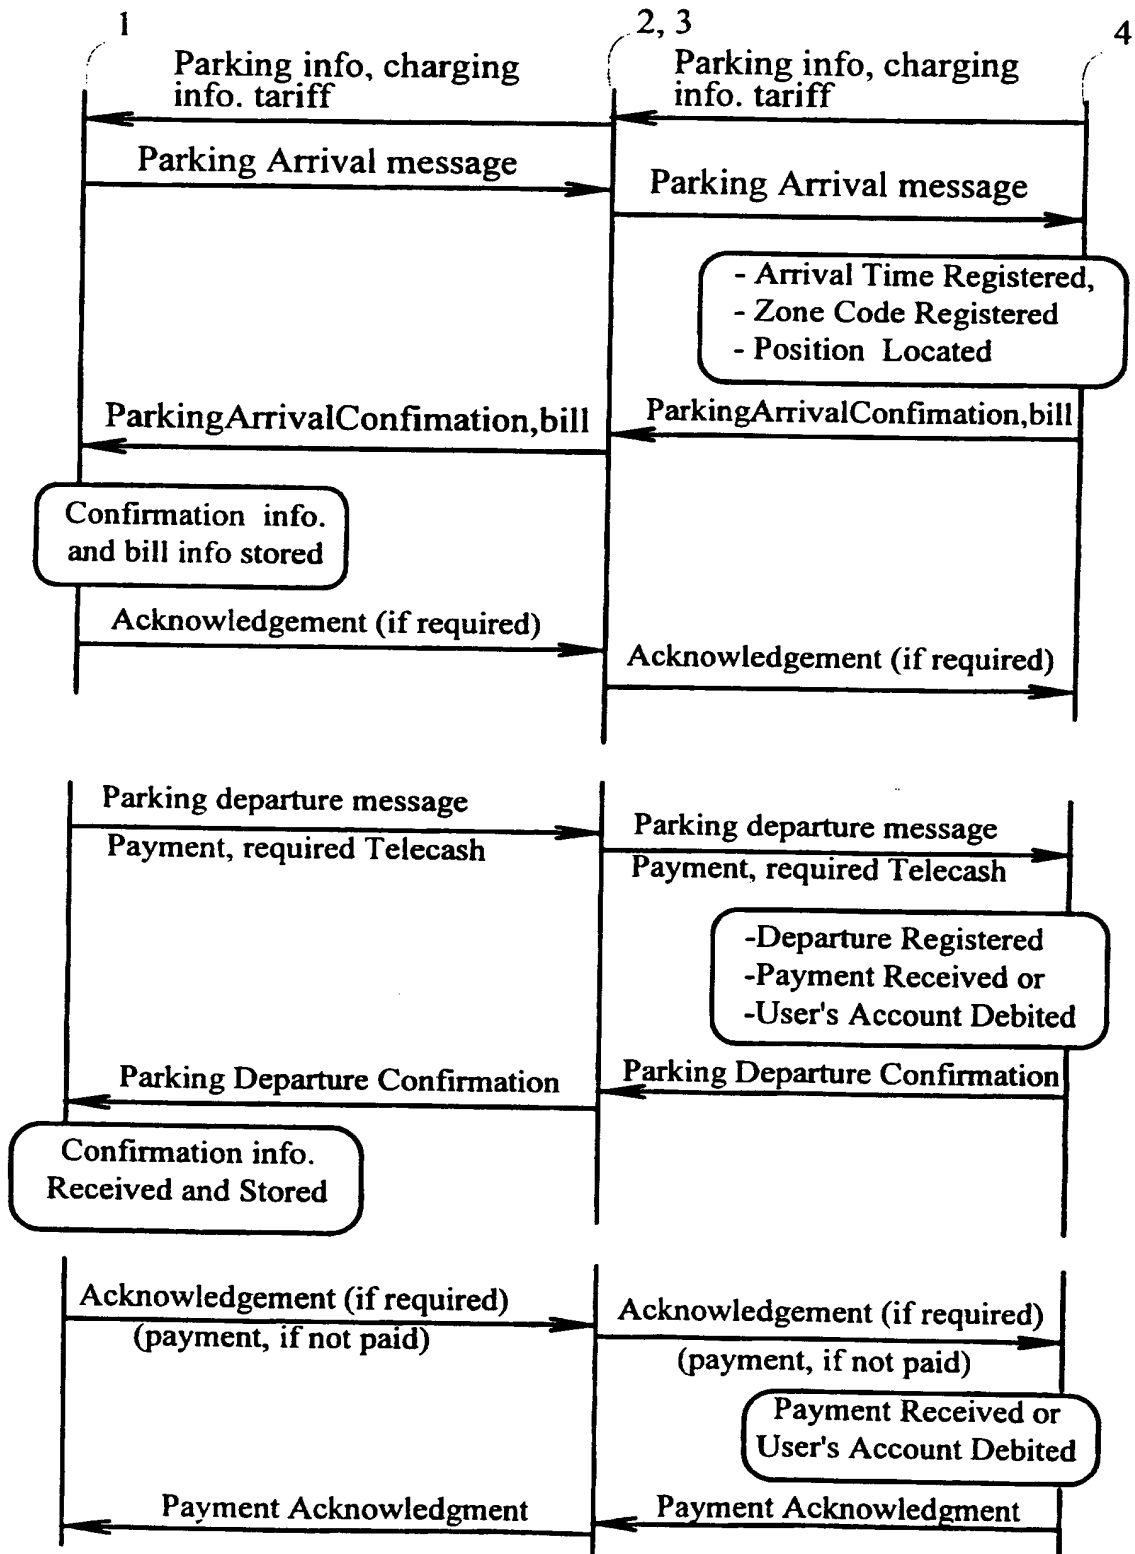 1
2, 3
4
Parking info, charging
info. tariff
Parking info, charging
info. tariff
Parking Arrival message
Parking Arrival message
- Arrival Time Registered,
- Zone Code Registered
- Position Located
ParkingArrivalConfimation,bill
ParkingArrivalConfimation,bill
Confirmation info.
and bill info stored
Acknowledgement (if required)
Acknowledgement (if required)
Parking departure message
Payment, required Telecash
Parking departure message
Payment, required Telecash
-Departure Registered
-Payment Received or
-User's Account Debited
Parking Departure Confirmation
Parking Departure Confirmation
Confirmation info.
Received and Stored
Acknowledgement (if required)
(payment, if not paid)
Acknowledgement (if required)
(payment, if not paid)
Payment Received or
User's Account Debited
Payment Acknowledgment
Payment Acknowledgment